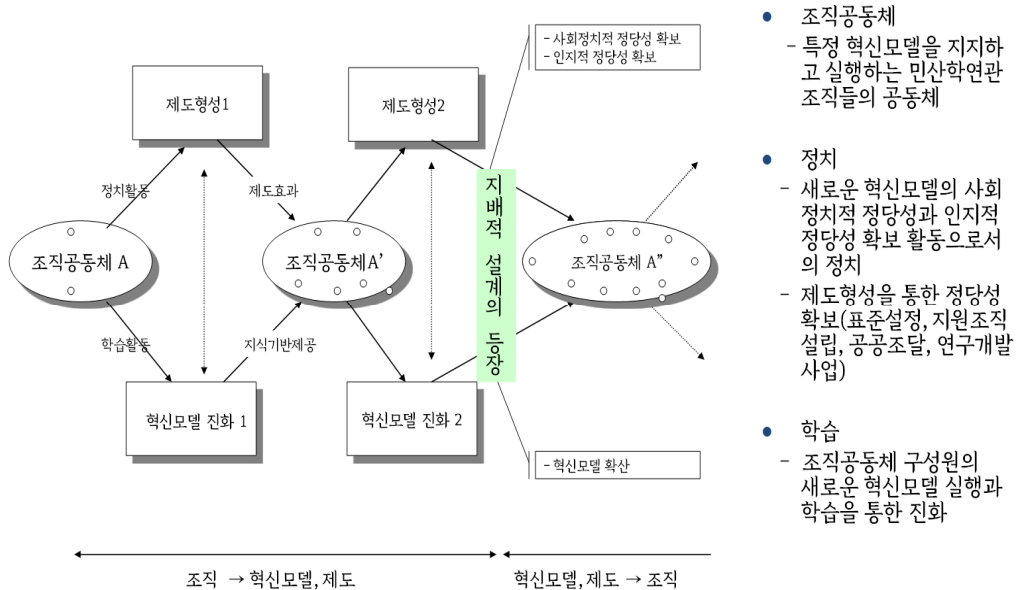 - 사회정치적 정당성 확보
- 인지적 정당성 확보
제도형성1
제도형성2
정치활동
제도효과
조직공동체 A
조직공동체A'
조직공동체 A"
지배적 설계의 등장
학습활동
지식기반제공
혁신모델 진화 1
혁신모델 진화 2
- 혁신모델 확산
조직 → 혁신모델, 제도
혁신모델, 제도 → 조직
● 조직공동체
- 특정 혁신모델을 지지하
고 실행하는 민산학연관
조직들의 공동체
● 정치
- 새로운 혁신모델의 사회
정치적 정당성과 인지적
정당성 확보 활동으로서
의 정치
- 제도형성을 통한 정당성
확보(표준설정, 지원조직
설립, 공공조달, 연구개발
사업)
● 학습
- 조직공동체 구성원의
새로운 혁신모델 실행과
학습을 통한 진화